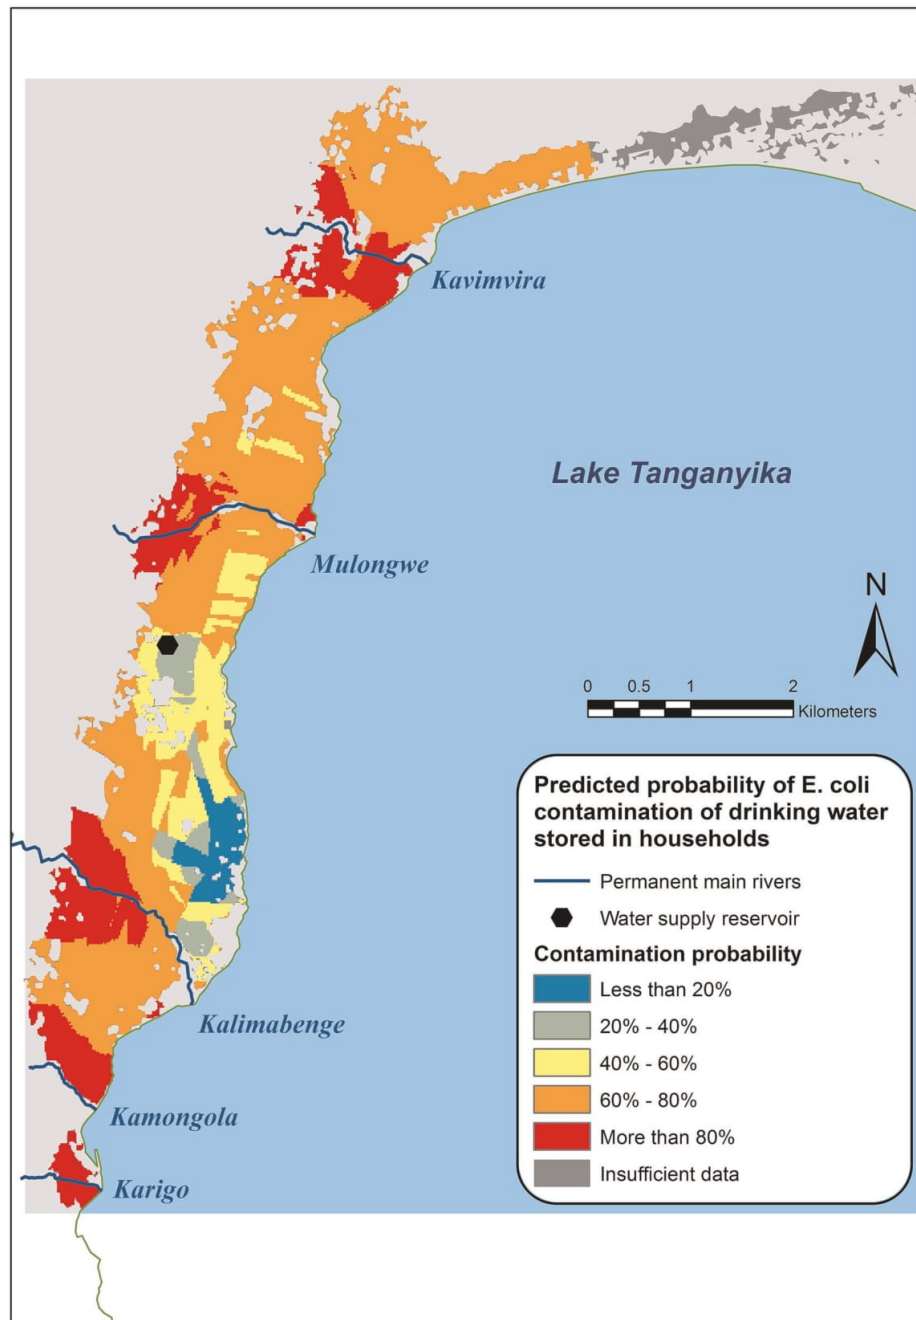 Kavimvira
Lake Tanganyika
Mulongwe
N
0 0.5 1 2
Kilometers
Predicted probability of E. coli
contamination of drinking water
stored in households
Permanent main rivers
Water supply reservoir
Contamination probability
Less than 20%
20% - 40%
40% - 60%
60% - 80%
More than 80%
Insufficient data
Kalimabenge
Kamongola
Karigo